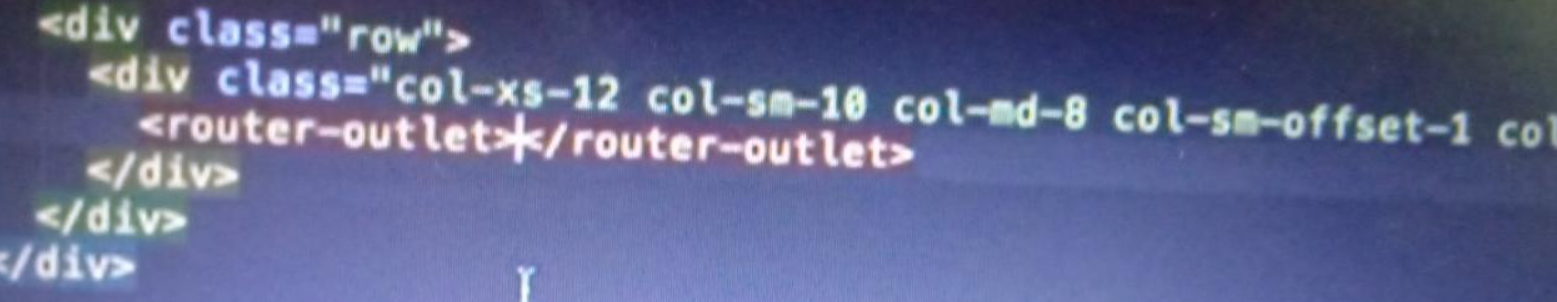 <div class="row">
<div class="col-xs-12 col-sm-10 col-md-8 col-sm-offset-1 col
<router-outlet></router-outlet>
</div>
</div>
</div>